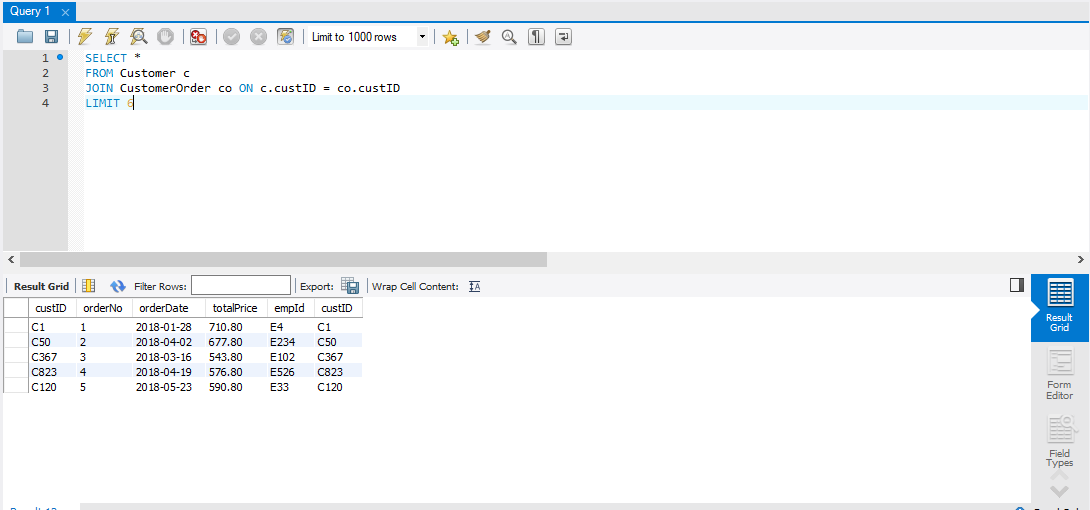 Query 1
Limit to 1000 rows
1 SELECT *
2 FROM Customer c
3 JOIN CustomerOrder co ON c.custID = co.custID
4 LIMIT 6
Result Grid Filter Rows: Export: Wrap Cell Content:
custID orderNo orderDate totalPrice empId custID
C1 1 2018-01-28 710.80 E4 C1
C50 2 2018-04-02 677.80 E234 C50
C367 3 2018-03-16 543.80 E102 C367
C823 4 2018-04-19 576.80 E526 C823
C120 5 2018-05-23 590.80 E33 C120
Result
Grid
Form
Editor
Field
Types